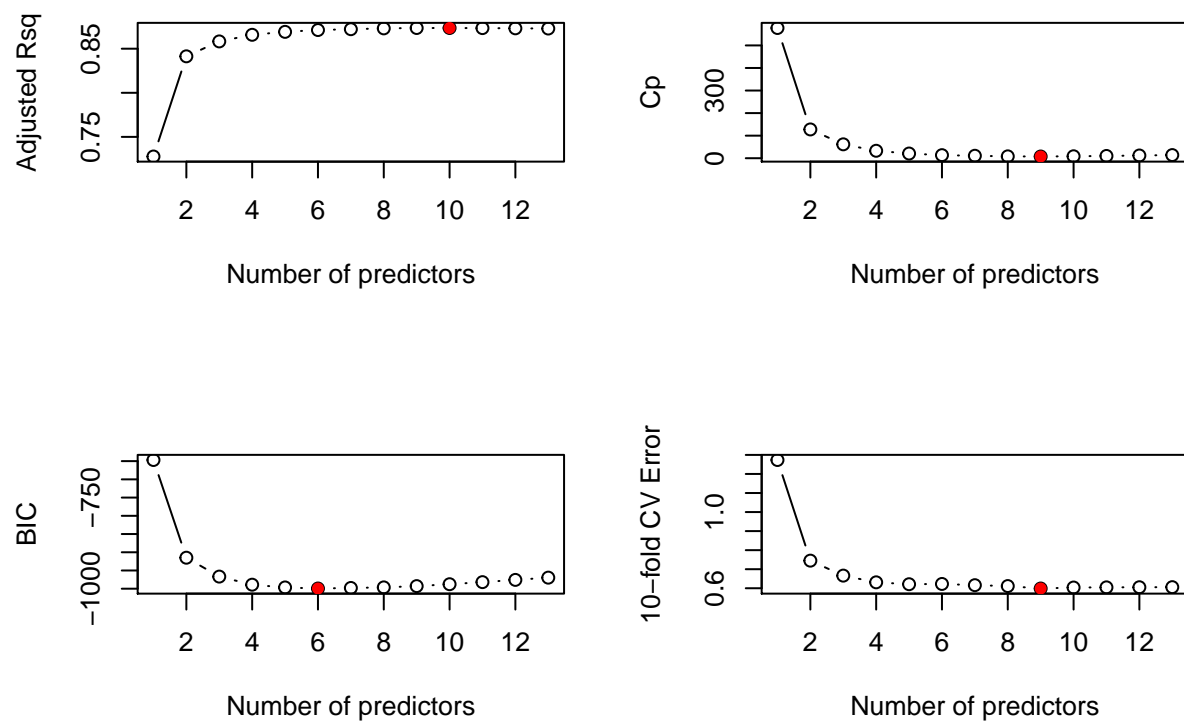 Adjusted Rsq
0.85
0.75
2 4 6 8 10 12
Number of predictors
Cp
300
0
2 4 6 8 10 12
Number of predictors
BIC
−750
−1000
2 4 6 8 10 12
Number of predictors
10−fold CV Error
1.0
0.6
2 4 6 8 10 12
Number of predictors